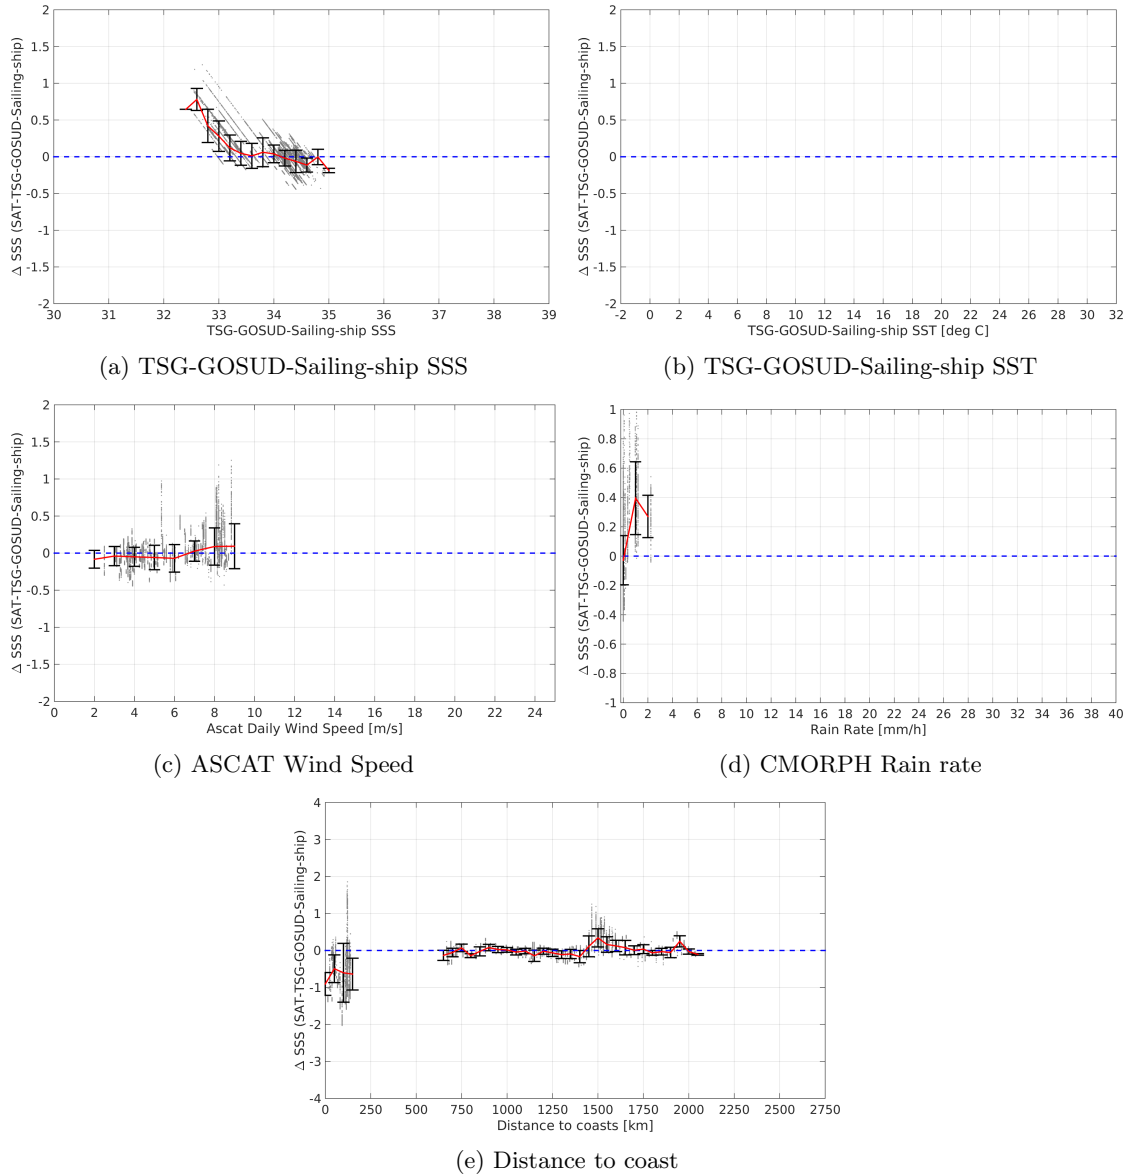 2
1.5
1
0.5
0
-0.5
-1
-1.5
-2
Δ SSS (SAT-TSG-GOSUD-Sailing-ship)
30 31 32 33 34 35 36 37 38 39
TSG-GOSUD-Sailing-ship SSS
(a) TSG-GOSUD-Sailing-ship SSS
2
1.5
1
0.5
0
-0.5
-1
-1.5
-2
Δ SSS (SAT-TSG-GOSUD-Sailing-ship)
-2 0 2 4 6 8 10 12 14 16 18 20 22 24 26 28 30 32
TSG-GOSUD-Sailing-ship SST [deg C]
(b) TSG-GOSUD-Sailing-ship SST
2
1.5
1
0.5
0
-0.5
-1
-1.5
-2
Δ SSS (SAT-TSG-GOSUD-Sailing-ship)
0 2 4 6 8 10 12 14 16 18 20 22 24
Ascat Daily Wind Speed [m/s]
(c) ASCAT Wind Speed
1
0.8
0.6
0.4
0.2
0
-0.2
-0.4
-0.6
-0.8
-1
Δ SSS (SAT-TSG-GOSUD-Sailing-ship)
0 2 4 6 8 10 12 14 16 18 20 22 24 26 28 30 32 34 36 38 40
Rain Rate [mm/h]
(d) CMORPH Rain rate
4
3
2
1
0
-1
-2
-3
-4
Δ SSS (SAT-TSG-GOSUD-Sailing-ship)
0 250 500 750 1000 1250 1500 1750 2000 2250 2500 2750
Distance to coasts [km]
(e) Distance to coast